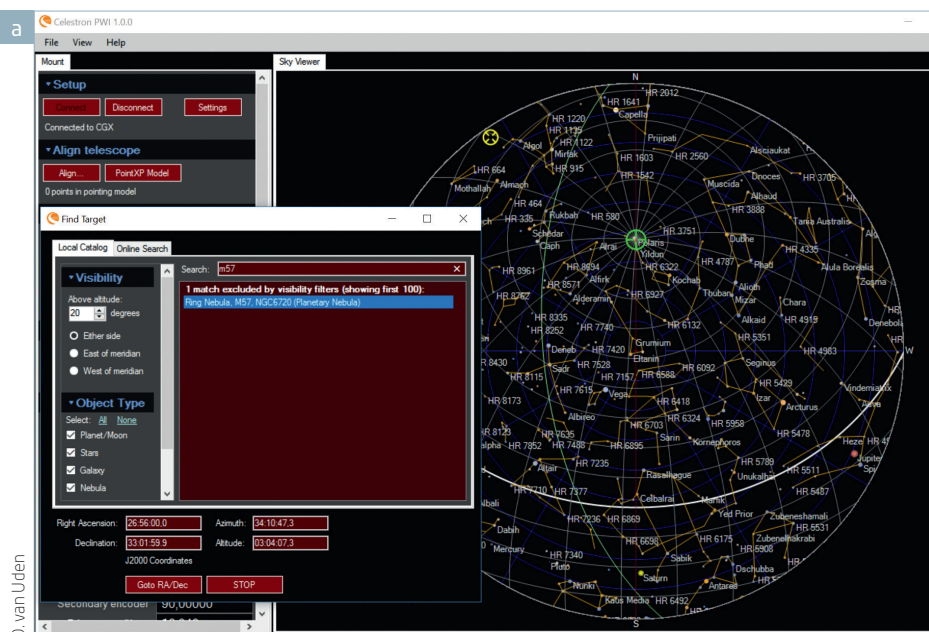 a
Celestron PWI 1.0.0
File View Help
Mount
Sky Viewer
Setup
Connect Disconnect Settings
Connected to CGX
Align telescope
Align... PointXP Model
0 points in pointing model
Find Target
Local Catalog Online Search
Visibility
Above altitude:
20 degrees
Either side
East of meridian
West of meridian
Object Type
Select: All None
Planet/Moon
Stars
Galaxy
Nebula
Search: m57
1 match excluded by visibility filters (showing first 100):
Ring Nebula, M57, NGC6720 (Planetary Nebula)
Right Ascension: 26:56:00,0 Azimuth: 34:10:47,3
Declination: 33:01:59.9 Altitude: 03:04:07,3
J2000 Coordinates
Goto RA/Dec STOP
Secondary encoder 90,00000
N
HR 2012
HR 1641
Capella
HR 1220
HR 1135
Prijipati
Algol HR 1122
Alsciaukat
Mirfak
HR 1603 HR 2560
HR 664 HR 915
HR 1542
Muscida Dnoces HR 3705
Mothallah Almach
Alhaud
HR 464
HR 3888
HR 335 Rukbah HR 580
Tania Australis
Schedar
HR 3751
Caph Alrai Polaris Dubhe
HR 4335
Yildun
HR 8961 HR 8694 HR 6322 HR 4787 Phad Alula Borealis
Alfirk Kochab Alioth Zosma
HR 8571
HR 8762 Alderamin HR 6927 Thuban Mizar Chara
HR 8335 Alkaid HR 4915
HR 8252 HR 7740 HR 6132 Denebola
HR 5351
Grumium
Deneb HR 7420 HR 4983 W
Eltanin
HR 8430 HR 7528 Seginus
Sadr HR 6092
HR 8115 HR 7157 HR 6588
HR 5429
HR 7615 Vega Vindemiatrix
Izar
HR 8173 HR 6418 Arcturus
Albireo HR 6324 HR 5958
HR 6703
HR 8123 HR 7635 HR 5478
Sarin Kornephoros Heze
HR 7852 HR 7488 HR 6895
HR 7235 HR 5789
Altair HR 5511
Rasalhague Unukalhai
HR 7710 HR 7377 HR 5487
Celbalrai Marfik
HR 7236 HR 6869 Yed Prior Zubeneshamali
Dabih HR 5531
HR 6698 HR 6175 Zubenelhakrabi
Mercury HR 7340 Sabik HR 5908
Pluto Dschubba
Saturn
Nunki Antares
Kaus Media HR 6492
S
D. van Uden